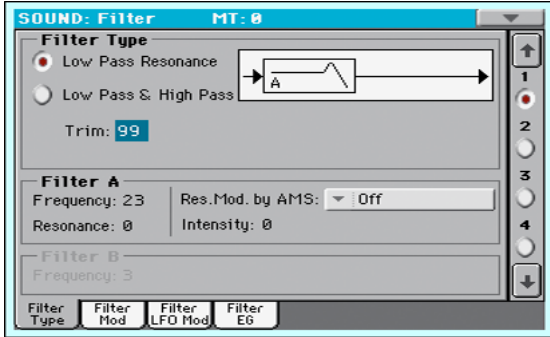 SOUND: Filter MT: 0
Filter Type
Low Pass Resonance
A
Low Pass & High Pass
Trim: 99
1
2
3
4
Filter A
Frequency: 23 Res.Mod. by AMS: Off
Resonance: 0 Intensity: 0
Filter B
Frequency: 3
Filter Type Filter Mod Filter LFO Mod Filter EG